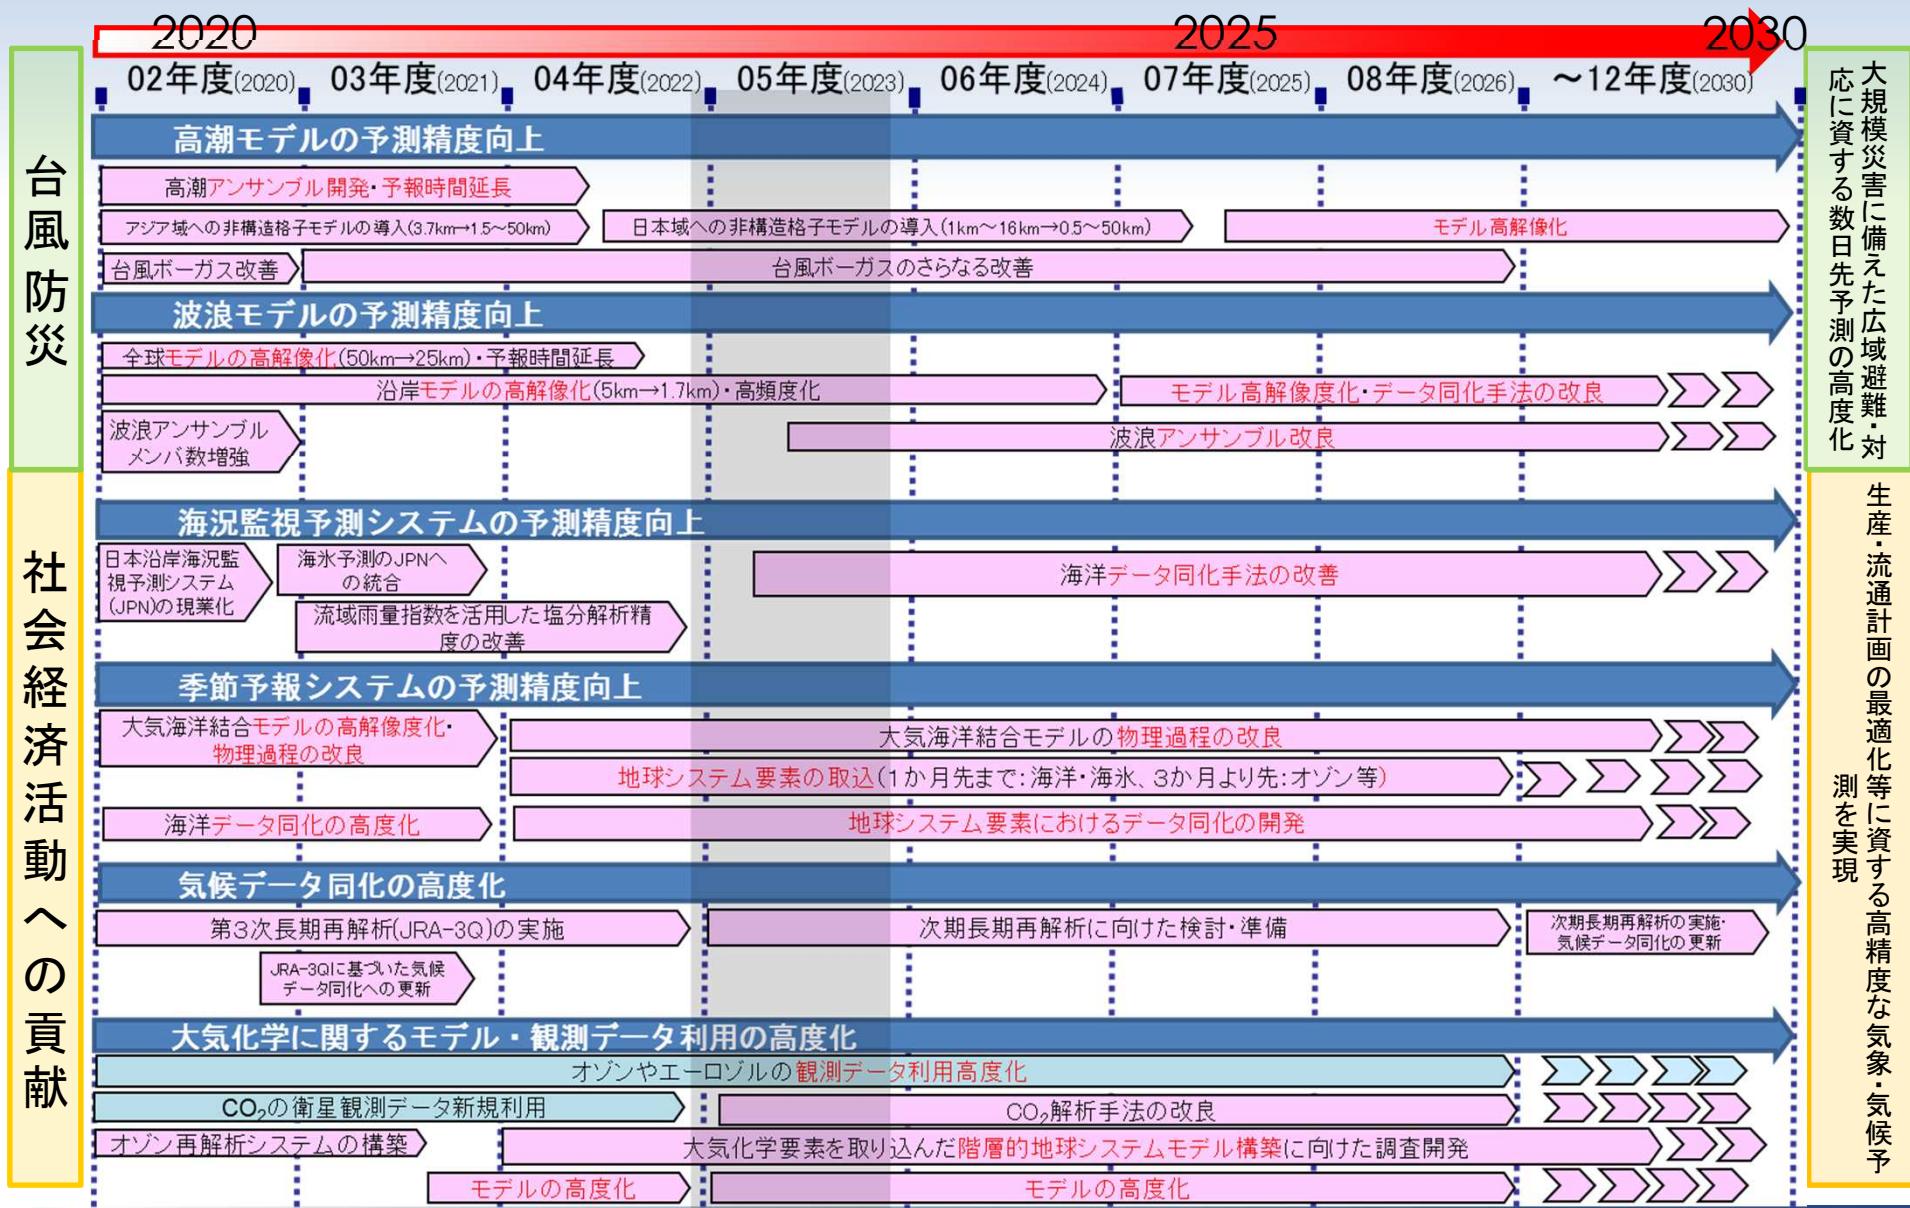 2020
2025
2030
02年度(2020)
03年度(2021)
04年度(2022)
05年度(2023)
06年度(2024)
07年度(2025)
08年度(2026)
～12年度(2030)
台風防災
高潮モデルの予測精度向上
高潮アンサンブル開発・予報時間延長
アジア域への非構造格子モデルの導入(3.7km→1.5～50km)
日本域への非構造格子モデルの導入(1km～16km→0.5～50km)
モデル高解像化
台風ボーガス改善
台風ボーガスのさらなる改善
波浪モデルの予測精度向上
全球モデルの高解像化(50km→25km)・予報時間延長
沿岸モデルの高解像化(5km→1.7km)・高頻度化
モデル高解像度化・データ同化手法の改良
波浪アンサンブル
メンバ数増強
波浪アンサンブル改良
大規模災害に備えた広域避難・対
応に資する数日先予測の高度化
社会経済活動への貢献
海況監視予測システムの予測精度向上
日本沿岸海況監
視予測システム
(JPN)の現業化
海氷予測のJPNへ
の統合
流域雨量指数を活用した塩分解析精
度の改善
海洋データ同化手法の改善
季節予報システムの予測精度向上
大気海洋結合モデルの高解像度化・
物理過程の改良
大気海洋結合モデルの物理過程の改良
地球システム要素の取込(1か月先まで:海洋・海氷、3か月より先:オゾン等)
海洋データ同化の高度化
地球システム要素におけるデータ同化の開発
気候データ同化の高度化
第3次長期再解析(JRA-3Q)の実施
次期長期再解析に向けた検討・準備
次期長期再解析の実施・
気候データ同化の更新
JRA-3Qに基づいた気候
データ同化への更新
大気化学に関するモデル・観測データ利用の高度化
オゾンやエーロゾルの観測データ利用高度化
CO₂の衛星観測データ新規利用
CO₂解析手法の改良
オゾン再解析システムの構築
大気化学要素を取り込んだ階層的地球システムモデル構築に向けた調査開発
モデルの高度化
モデルの高度化
生産・流通計画の最適化等に資する高精度な気象・気候予
測を実現